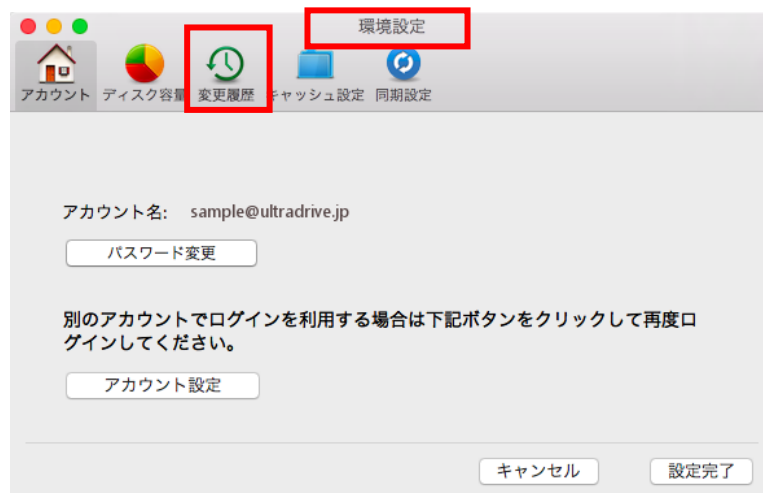 環境設定
アカウント ディスク容量 変更履歴 キャッシュ設定 同期設定
アカウント名: sample@ultradrive.jp
パスワード変更
別のアカウントでログインを利用する場合は下記ボタンをクリックして再度ロ
グインしてください。
アカウント設定
キャンセル 設定完了